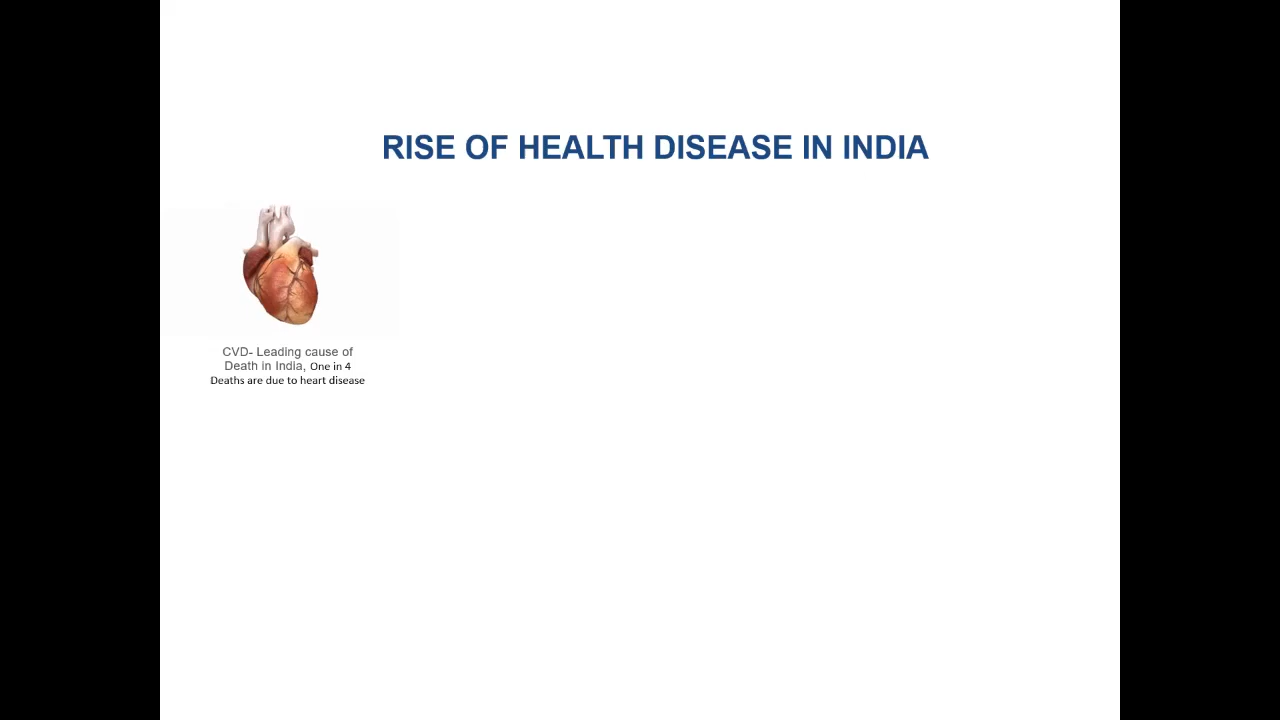 RISE OF HEALTH DISEASE IN INDIA
CVD- Leading cause of
Death in India, One in 4
Deaths are due to heart disease